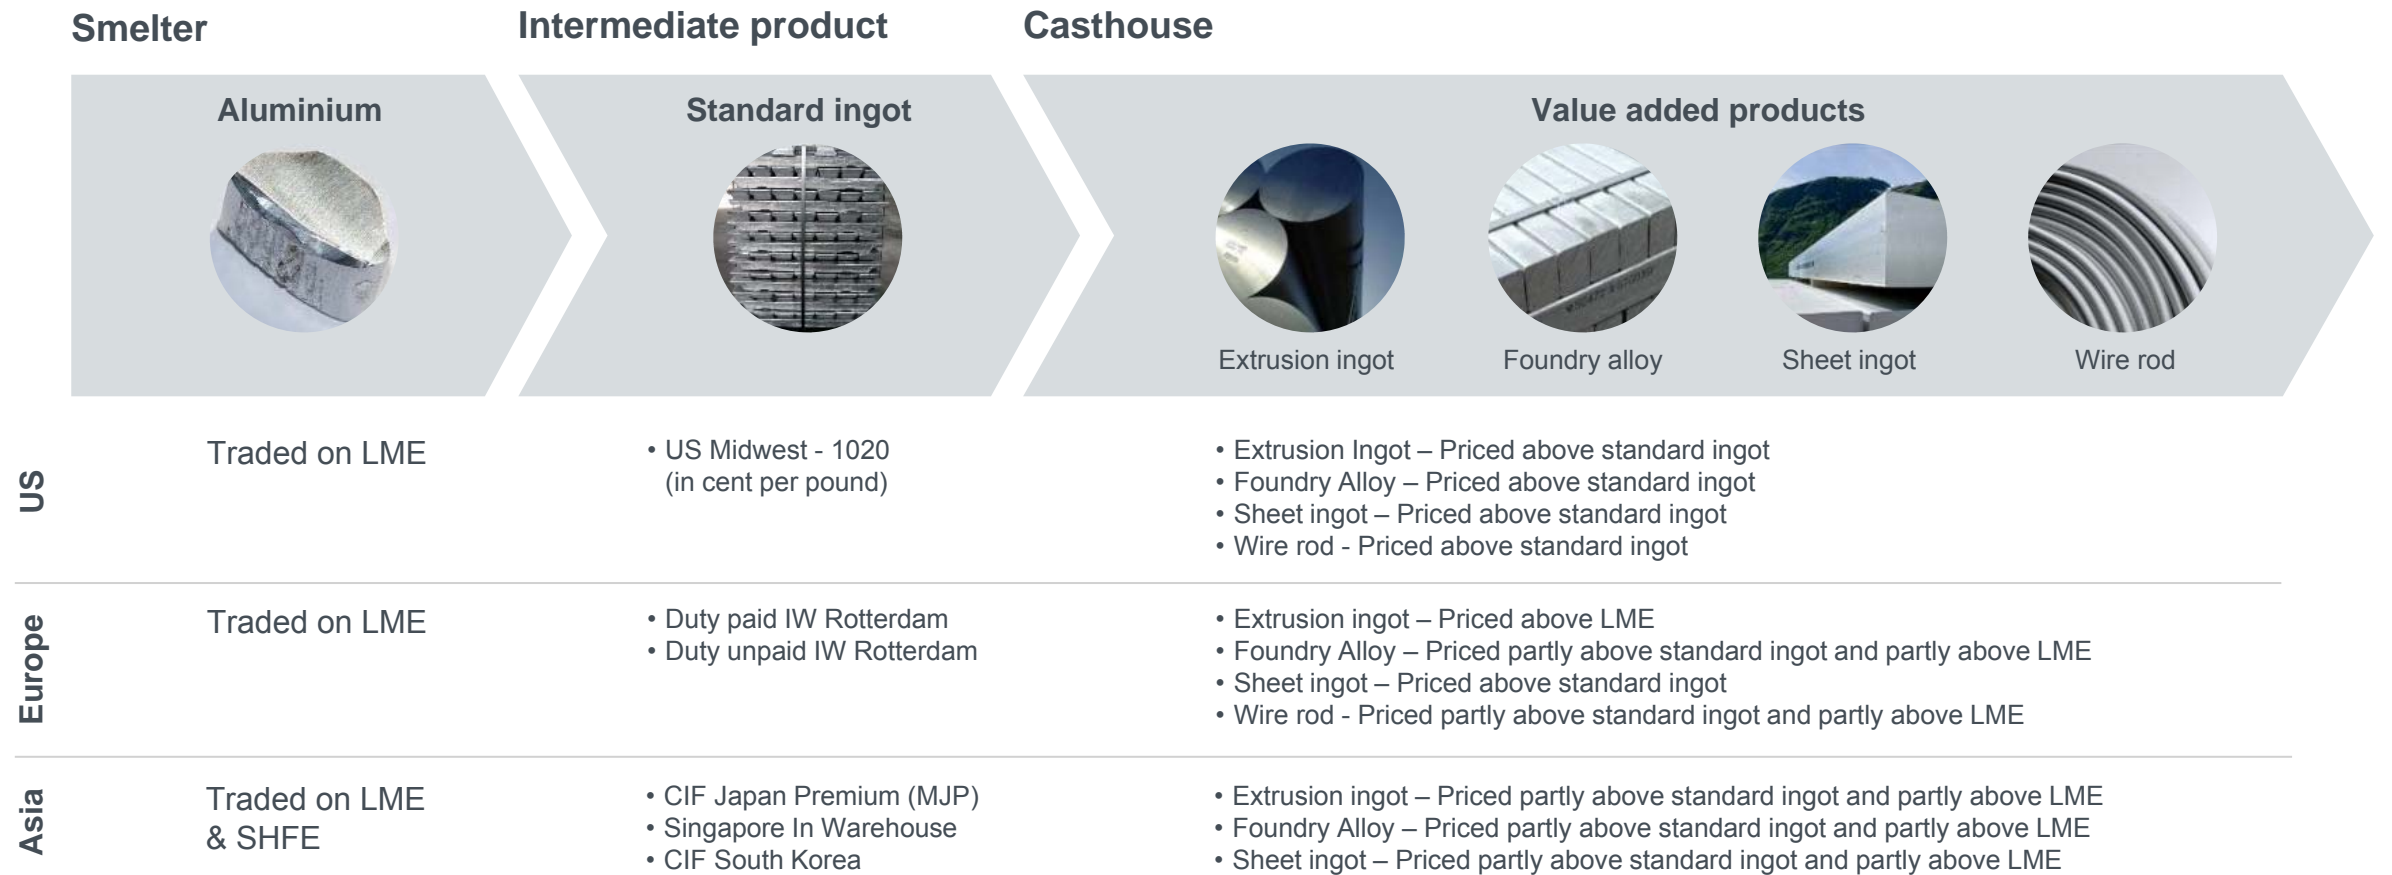 Smelter
Intermediate product
Casthouse
Aluminium
Standard ingot
Value added products
Extrusion ingot
Foundry alloy
Sheet ingot
Wire rod
US
Traded on LME
• US Midwest - 1020
(in cent per pound)
• Extrusion Ingot – Priced above standard ingot
• Foundry Alloy – Priced above standard ingot
• Sheet ingot – Priced above standard ingot
• Wire rod - Priced above standard ingot
Europe
Traded on LME
• Duty paid IW Rotterdam
• Duty unpaid IW Rotterdam
• Extrusion ingot – Priced above LME
• Foundry Alloy – Priced partly above standard ingot and partly above LME
• Sheet ingot – Priced above standard ingot
• Wire rod - Priced partly above standard ingot and partly above LME
Asia
Traded on LME
& SHFE
• CIF Japan Premium (MJP)
• Singapore In Warehouse
• CIF South Korea
• Extrusion ingot – Priced partly above standard ingot and partly above LME
• Foundry Alloy – Priced partly above standard ingot and partly above LME
• Sheet ingot – Priced partly above standard ingot and partly above LME